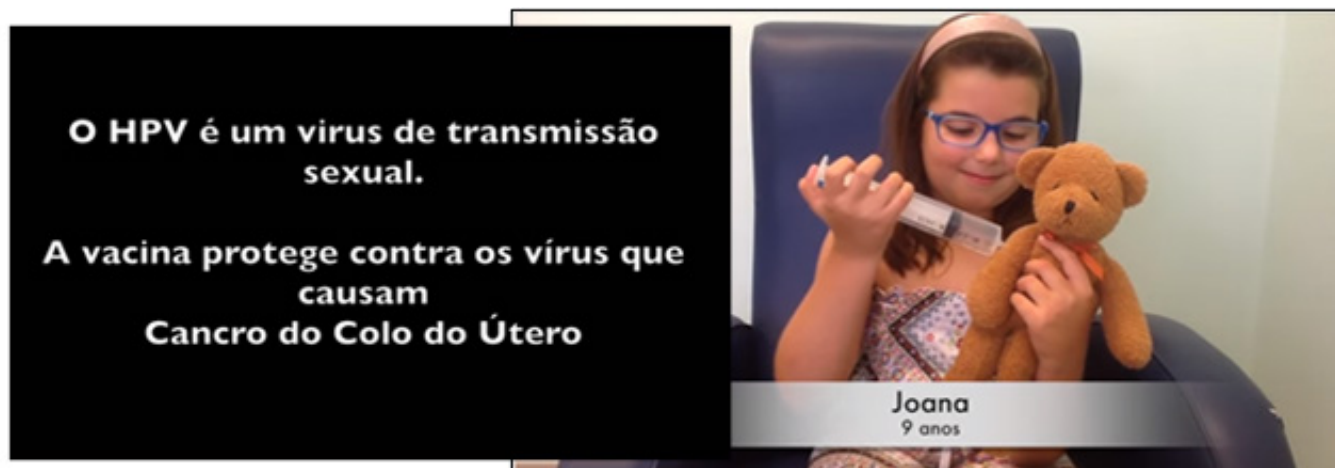 O HPV é um virus de transmissão
sexual.
A vacina protege contra os vírus que
causam
Cancro do Colo do Útero
Joana
9 anos